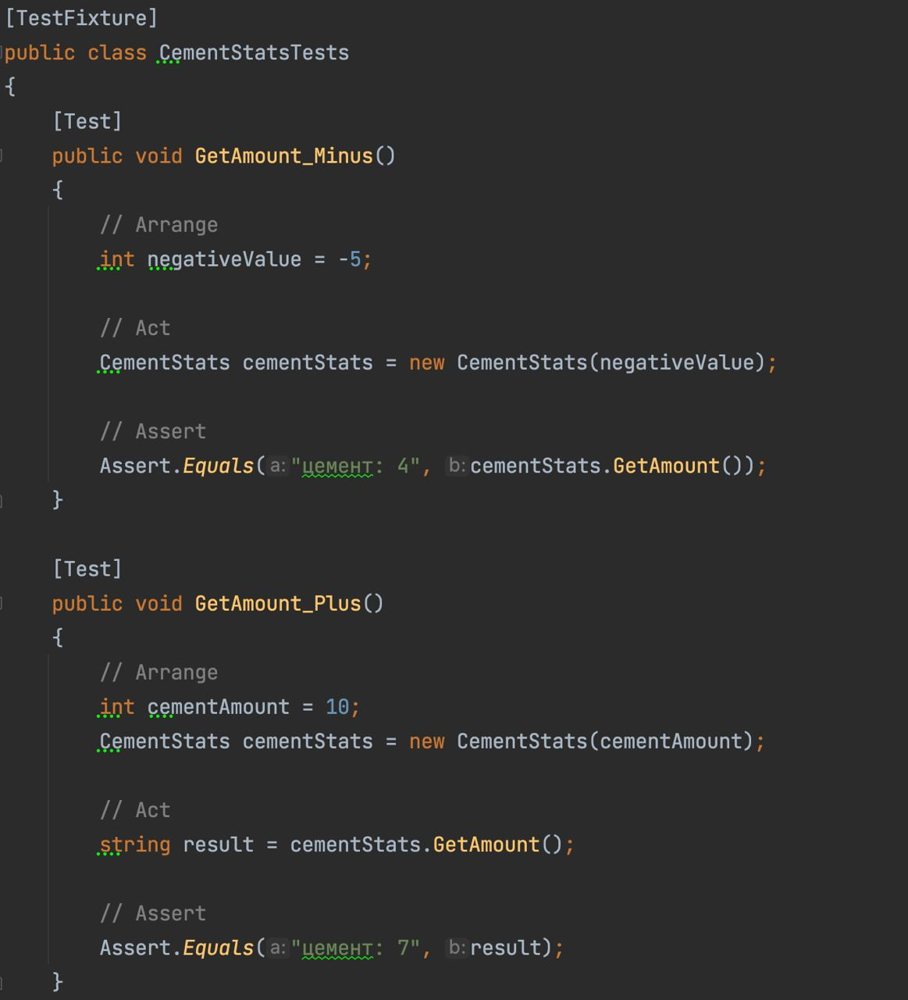 [TestFixture]
public class CementStatsTests
{
    [Test]
    public void GetAmount_Minus()
    {
        // Arrange
        int negativeValue = -5;

        // Act
        CementStats cementStats = new CementStats(negativeValue);

        // Assert
        Assert.Equals(a: "цемент: 4", b: cementStats.GetAmount());
    }

    [Test]
    public void GetAmount_Plus()
    {
        // Arrange
        int cementAmount = 10;
        CementStats cementStats = new CementStats(cementAmount);

        // Act
        string result = cementStats.GetAmount();

        // Assert
        Assert.Equals(a: "цемент: 7", b: result);
    }